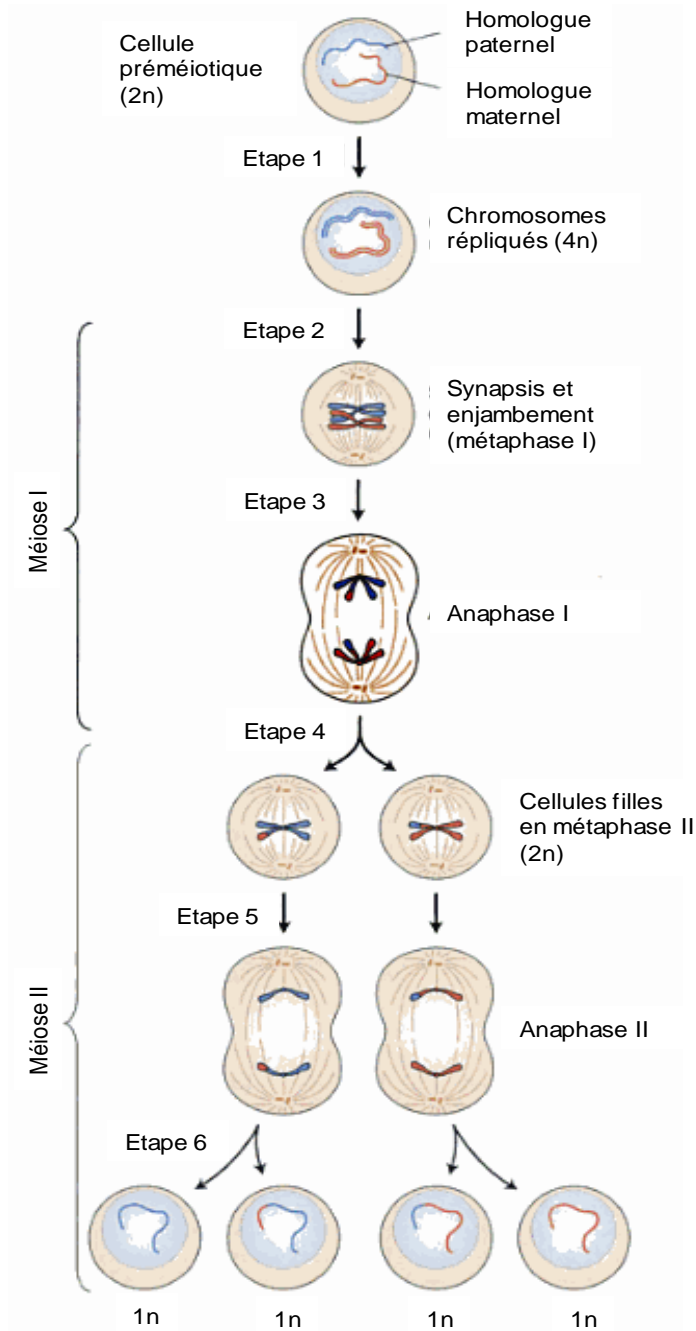 Cellule
préméiotique
(2n)
Homologue
paternel
Homologue
maternel
Etape 1
Chromosomes
répliqués (4n)
Etape 2
Synapsis et
enjambement
(métaphase I)
Etape 3
Méiose I
Anaphase I
Etape 4
Cellules filles
en métaphase II
(2n)
Etape 5
Méiose II
Anaphase II
Etape 6
1n
1n
1n
1n